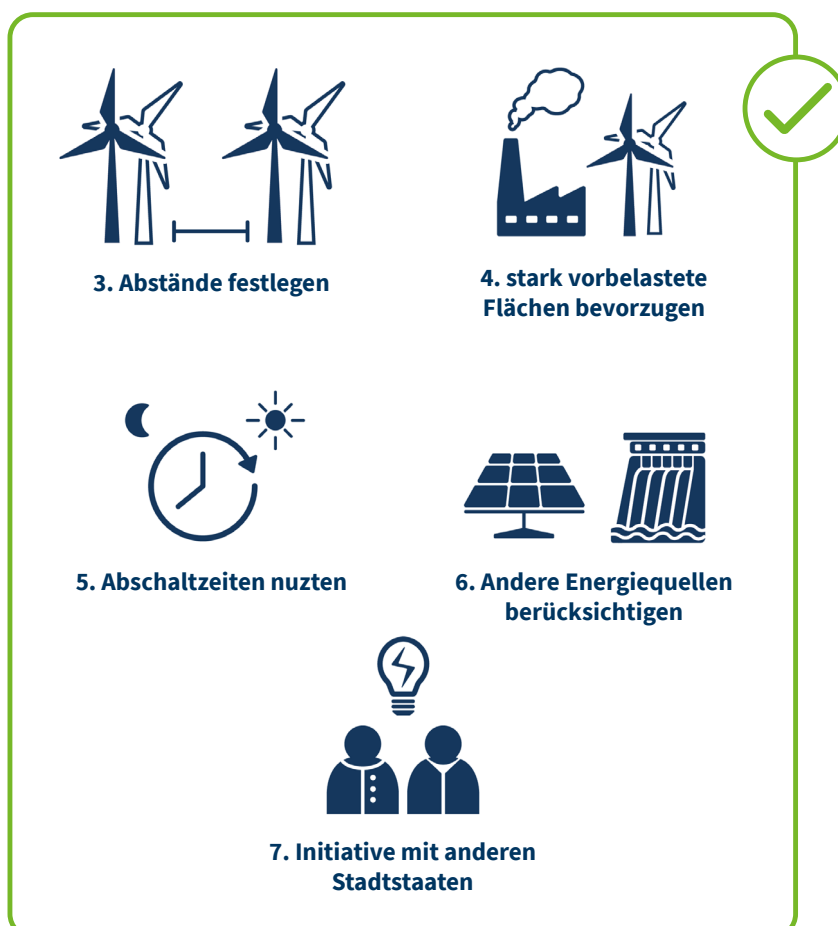 3. Abstände festlegen
4. stark vorbelastete
Flächen bevorzugen
5. Abschaltzeiten nuzten
6. Andere Energiequellen
berücksichtigen
7. Initiative mit anderen
Stadtstaaten